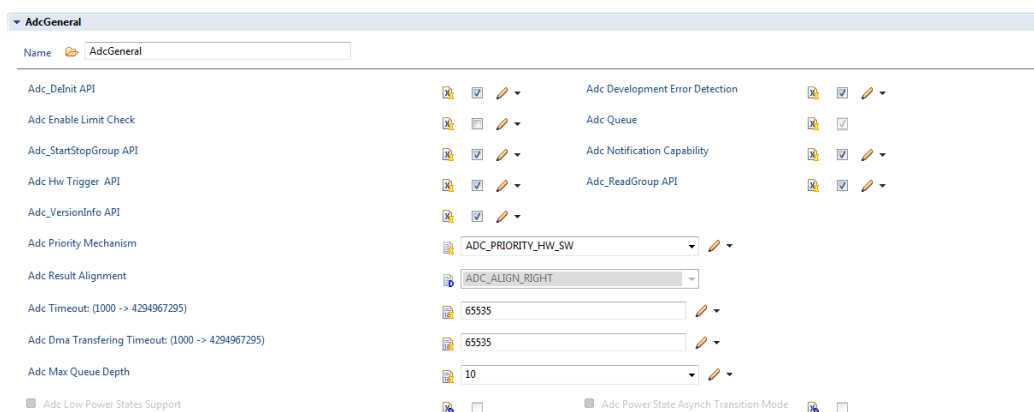 AdcGeneral
Name AdcGeneral
Adc_DeInit API Adc Development Error Detection
Adc Enable Limit Check Adc Queue
Adc_StartStopGroup API Adc Notification Capability
Adc Hw Trigger API Adc_ReadGroup API
Adc_VersionInfo API
Adc Priority Mechanism ADC_PRIORITY_HW_SW
Adc Result Alignment ADC_ALIGN_RIGHT
Adc Timeout: (1000 -> 4294967295) 65535
Adc Dma Transfering Timeout: (1000 -> 4294967295) 65535
Adc Max Queue Depth 10
Adc Low Power States Support Adc Power State Asynch Transition Mode